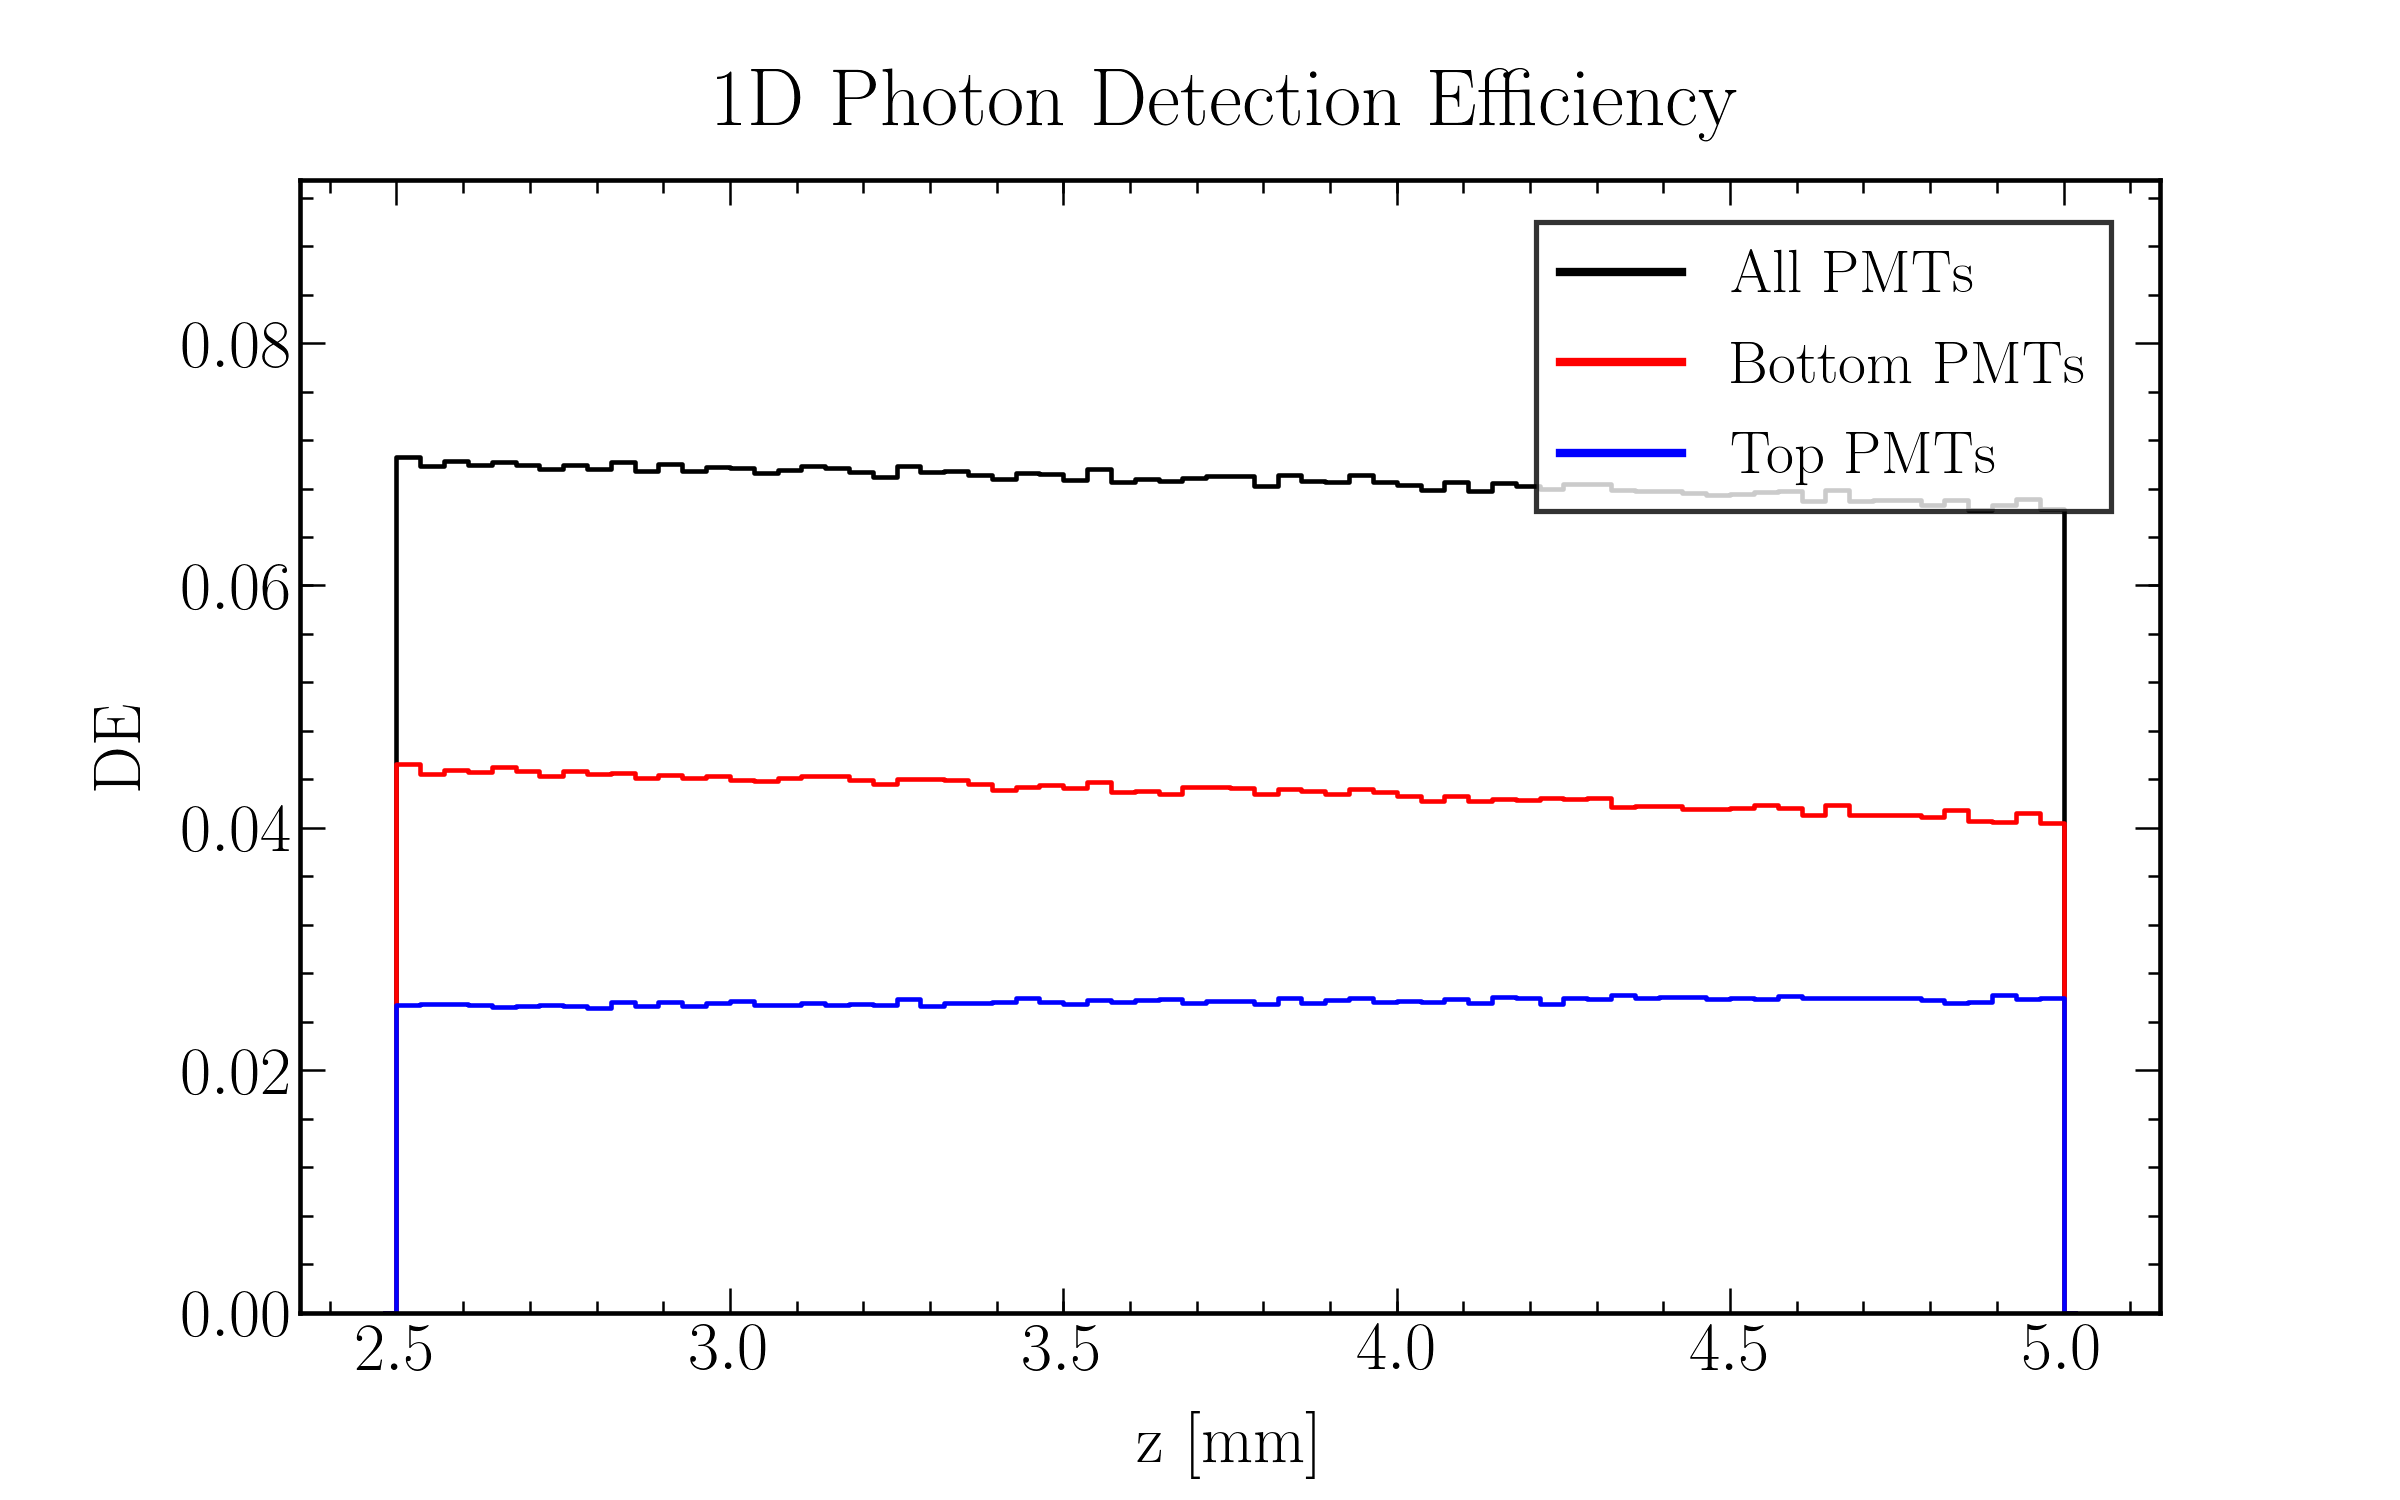 1D Photon Detection Efficiency
All PMTs
Bottom PMTs
Top PMTs
DE
0.08
0.06
0.04
0.02
0.00
2.5 3.0 3.5 4.0 4.5 5.0
z [mm]